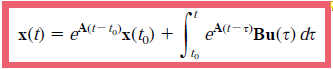 x(t) = e^{A(t−t₀)}x(t₀) + ∫_{t₀}^{t} e^{A(t−τ)}Bu(τ) dτ